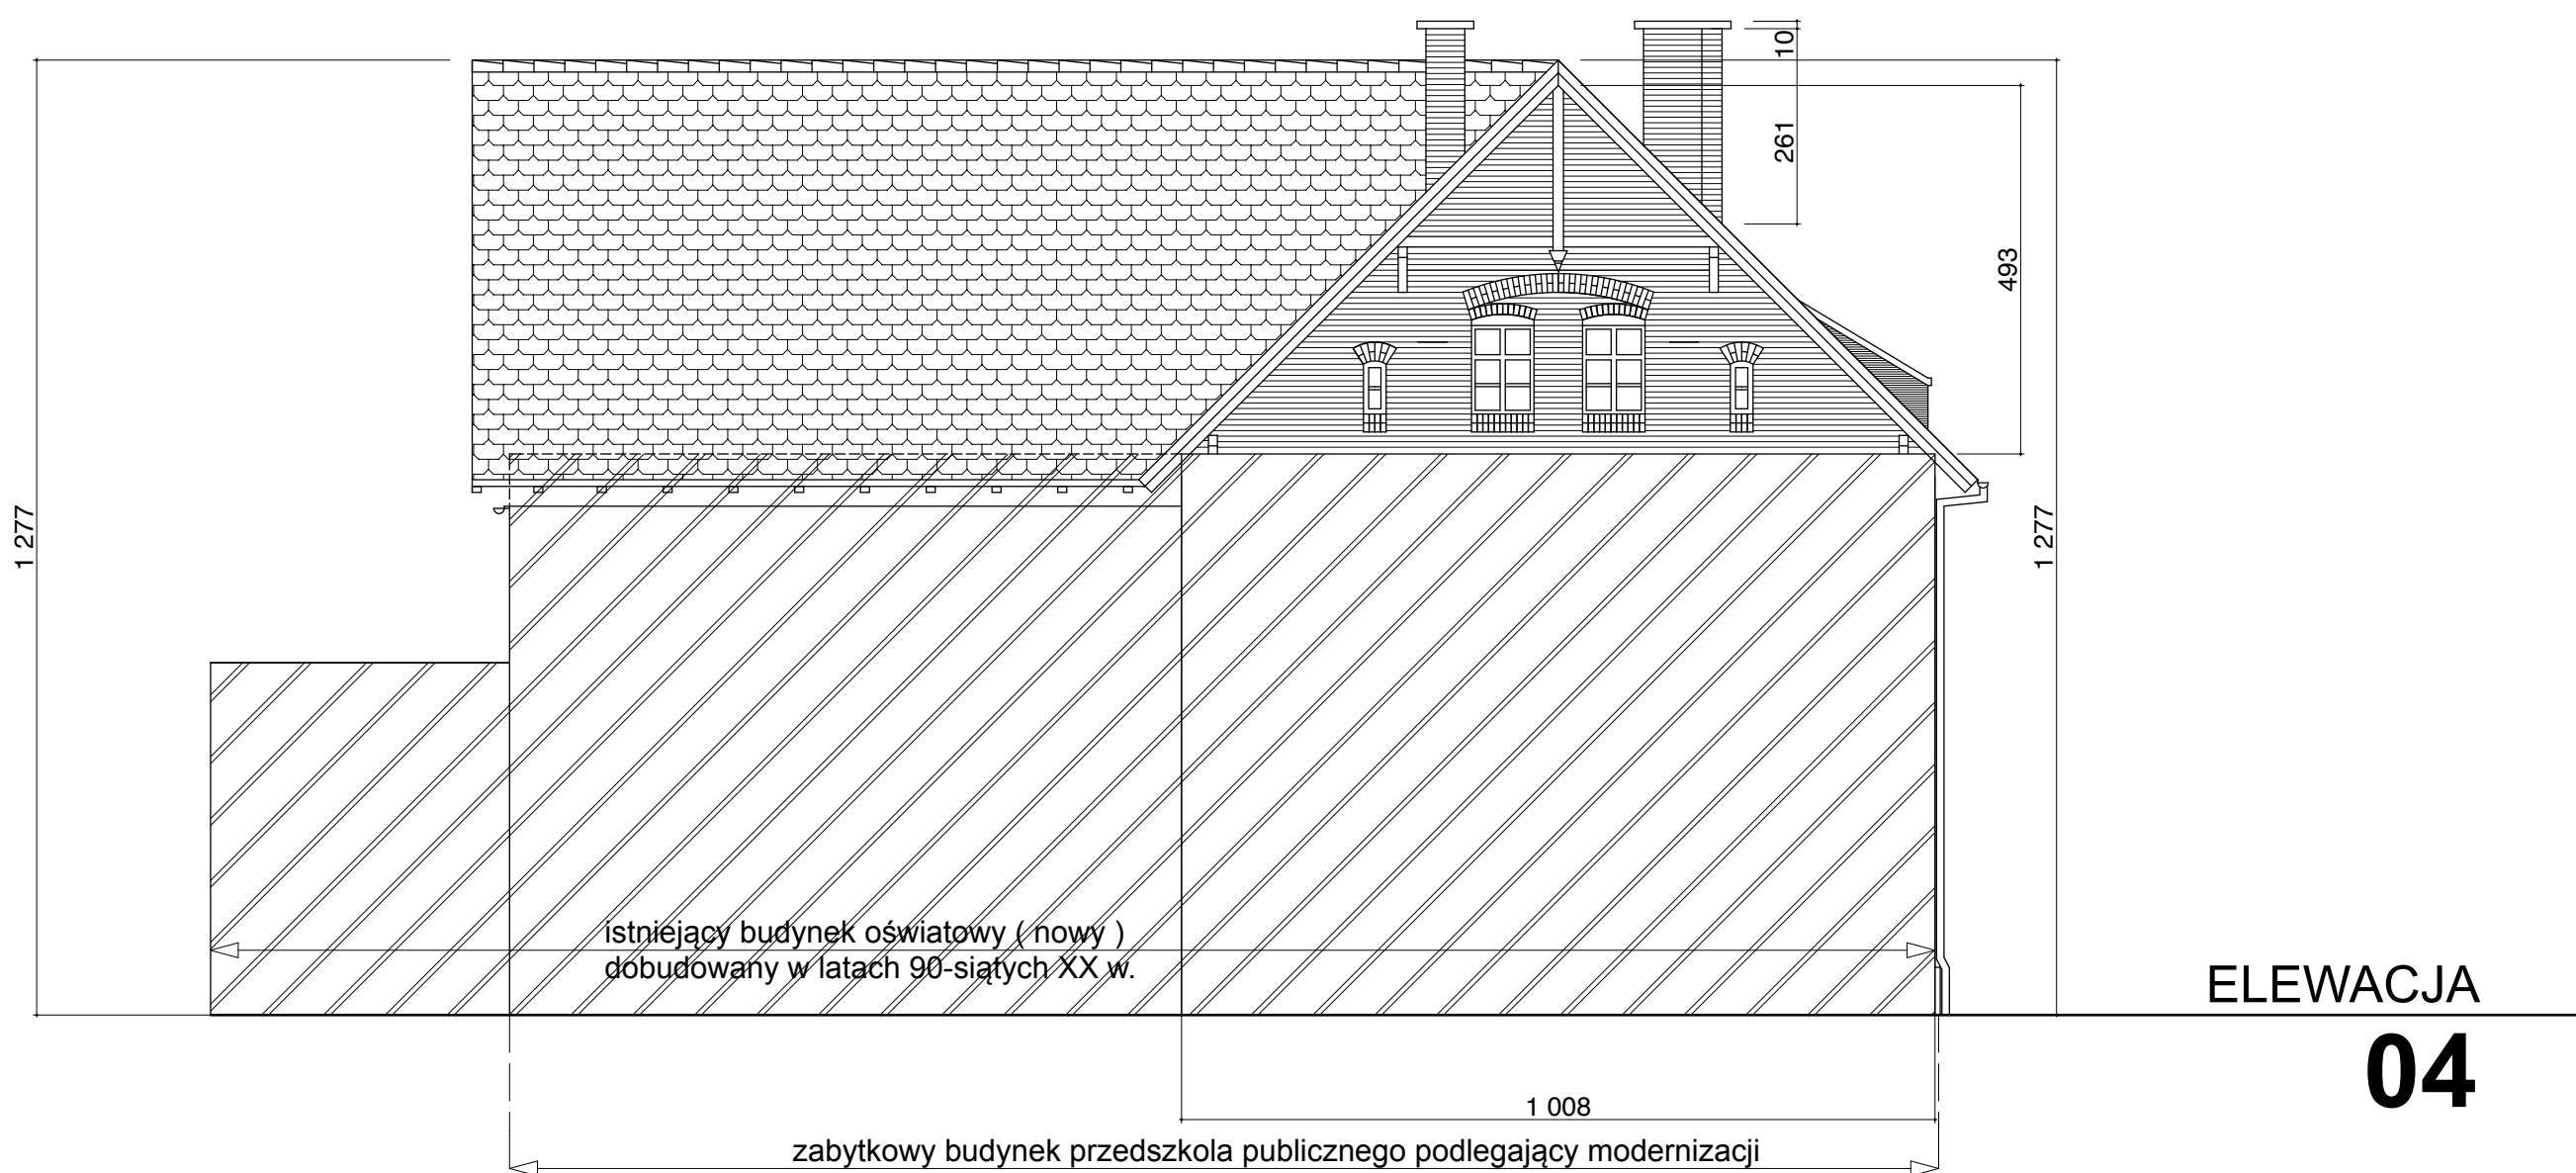 10
261
493
1 277
1 277
istniejący budynek oświatowy ( nowy )
dobudowany w latach 90-siątych XX w.
ELEWACJA
04
1 008
zabytkowy budynek przedszkola publicznego podlegający modernizacji